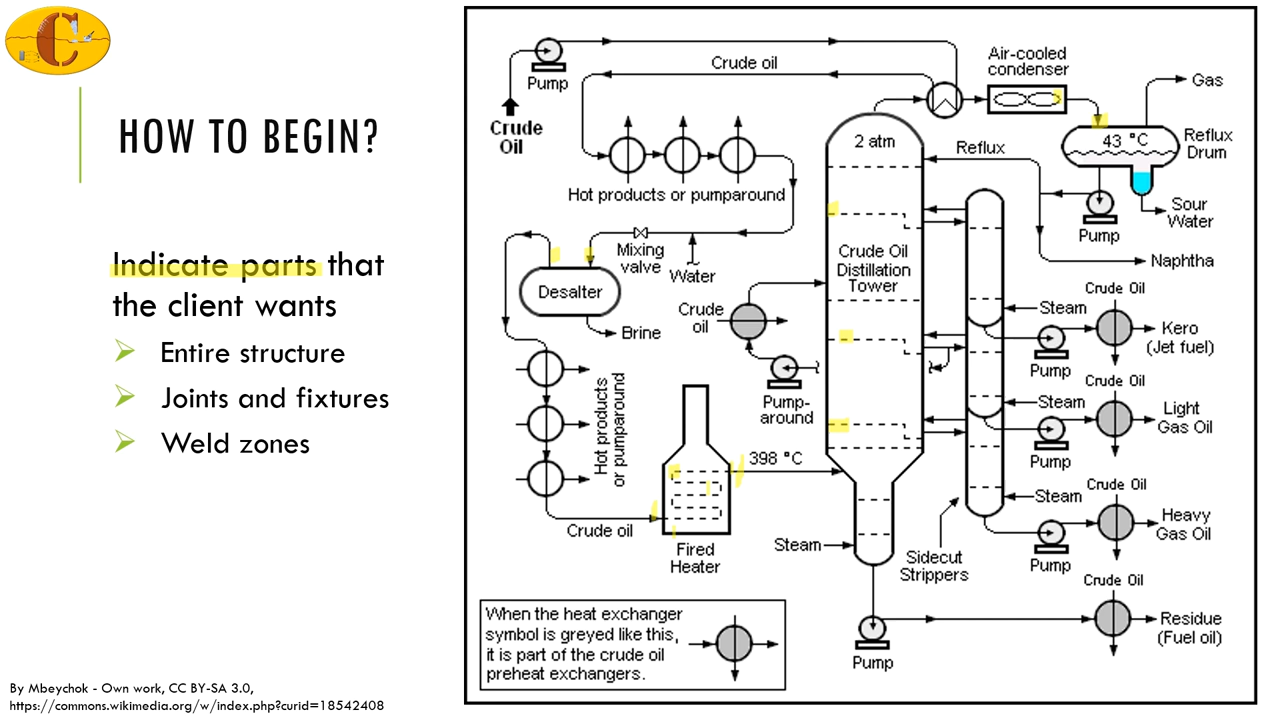 C
HOW TO BEGIN?
Indicate parts that
the client wants
Entire structure
Joints and fixtures
Weld zones
By Mbeychok - Own work, CC BY-SA 3.0,
https://commons.wikimedia.org/w/index.php?curid=18542408
Pump
Crude
Oil
Crude oil
Air-cooled
condenser
Gas
43 °C
Reflux
Drum
Sour
Water
Pump
Reflux
Naphtha
2 atm
Hot products or pumparound
Mixing
valve
Water
Desalter
Brine
Crude
oil
Crude Oil
Distillation
Tower
Pump-
around
Hot products
or pumparound
398 °C
Crude oil
Fired
Heater
Steam
Sidecut
Strippers
Steam
Crude Oil
Kero
(Jet fuel)
Pump
Steam
Crude Oil
Light
Gas Oil
Pump
Steam
Crude Oil
Heavy
Gas Oil
Pump
Crude Oil
Residue
(Fuel oil)
Pump
When the heat exchanger
symbol is greyed like this,
it is part of the crude oil
preheat exchangers.